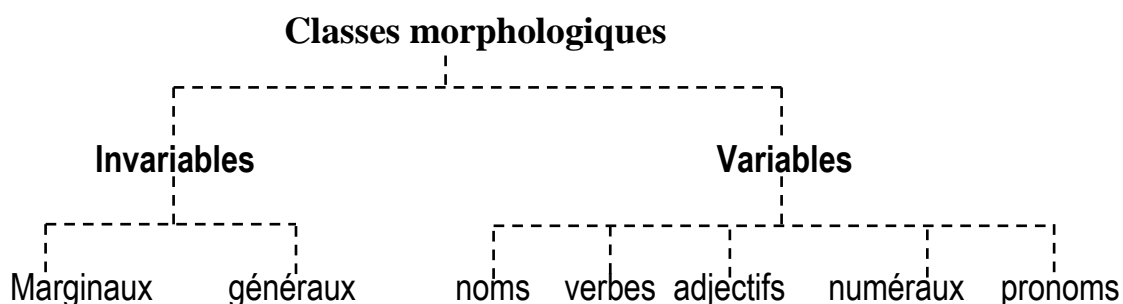 Classes morphologiques
Invariables Variables
Marginaux généraux noms verbes adjectifs numéraux pronoms